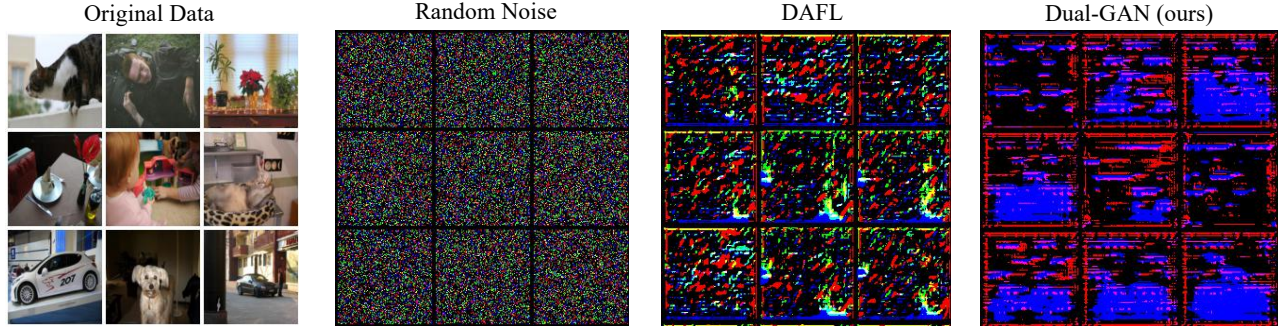 Original Data
Random Noise
DAFL
Dual-GAN (ours)
207